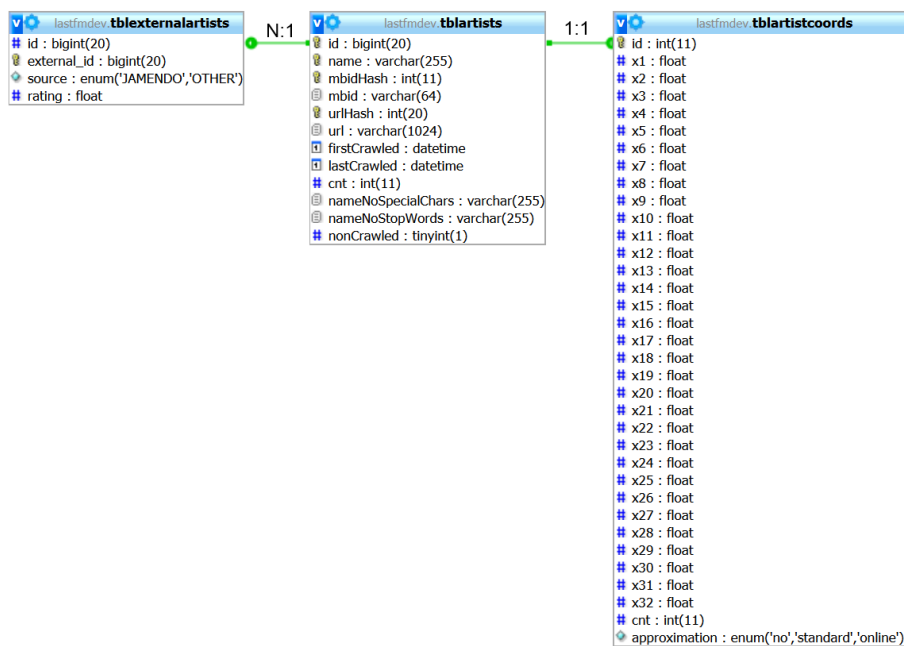 lastfmdev.tblexternalartists
# id : bigint(20)
external_id : bigint(20)
source : enum('JAMENDO','OTHER')
# rating : float
N:1
lastfmdev.tblartists
id : bigint(20)
name : varchar(255)
mbidHash : int(11)
mbid : varchar(64)
urlHash : int(20)
url : varchar(1024)
firstCrawled : datetime
lastCrawled : datetime
# cnt : int(11)
nameNoSpecialChars : varchar(255)
nameNoStopWords : varchar(255)
# nonCrawled : tinyint(1)
1:1
lastfmdev.tblartistcoords
id : int(11)
# x1 : float
# x2 : float
# x3 : float
# x4 : float
# x5 : float
# x6 : float
# x7 : float
# x8 : float
# x9 : float
# x10 : float
# x11 : float
# x12 : float
# x13 : float
# x14 : float
# x15 : float
# x16 : float
# x17 : float
# x18 : float
# x19 : float
# x20 : float
# x21 : float
# x22 : float
# x23 : float
# x24 : float
# x25 : float
# x26 : float
# x27 : float
# x28 : float
# x29 : float
# x30 : float
# x31 : float
# x32 : float
# cnt : int(11)
approximation : enum('no','standard','online')